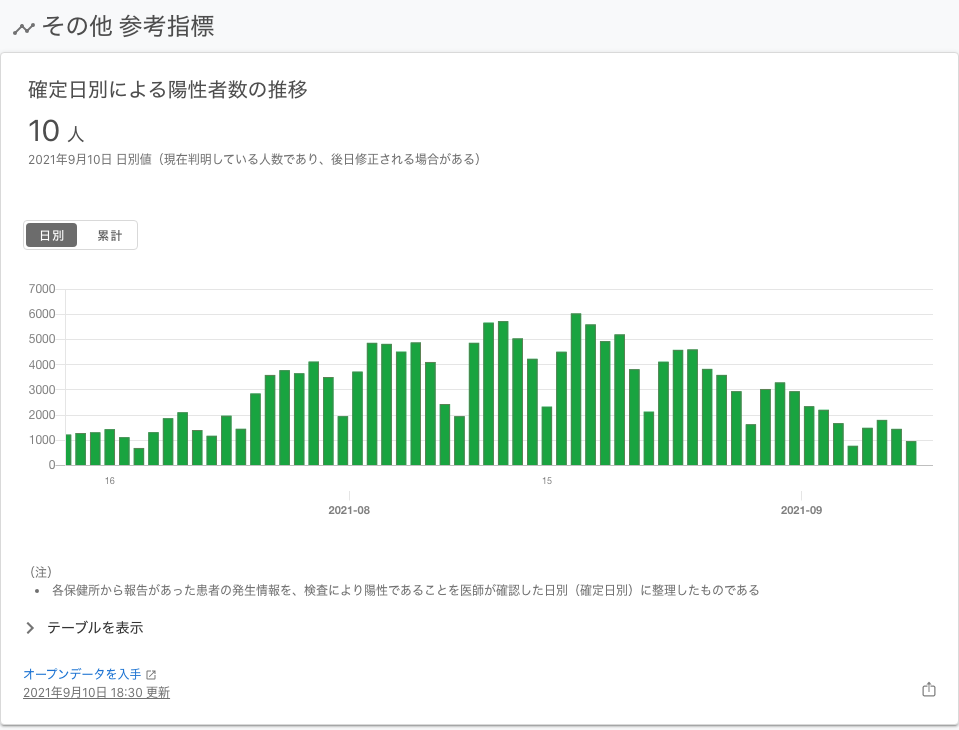 その他 参考指標
確定日別による陽性者数の推移
10 人
2021年9月10日 日別値（現在判明している人数であり、後日修正される場合がある）
日別 累計
7000
6000
5000
4000
3000
2000
1000
0
16 15
2021-08 2021-09
（注）
• 各保健所から報告があった患者の発生情報を、検査により陽性であることを医師が確認した日別（確定日別）に整理したものである
テーブルを表示
オープンデータを入手
2021年9月10日 18:30 更新